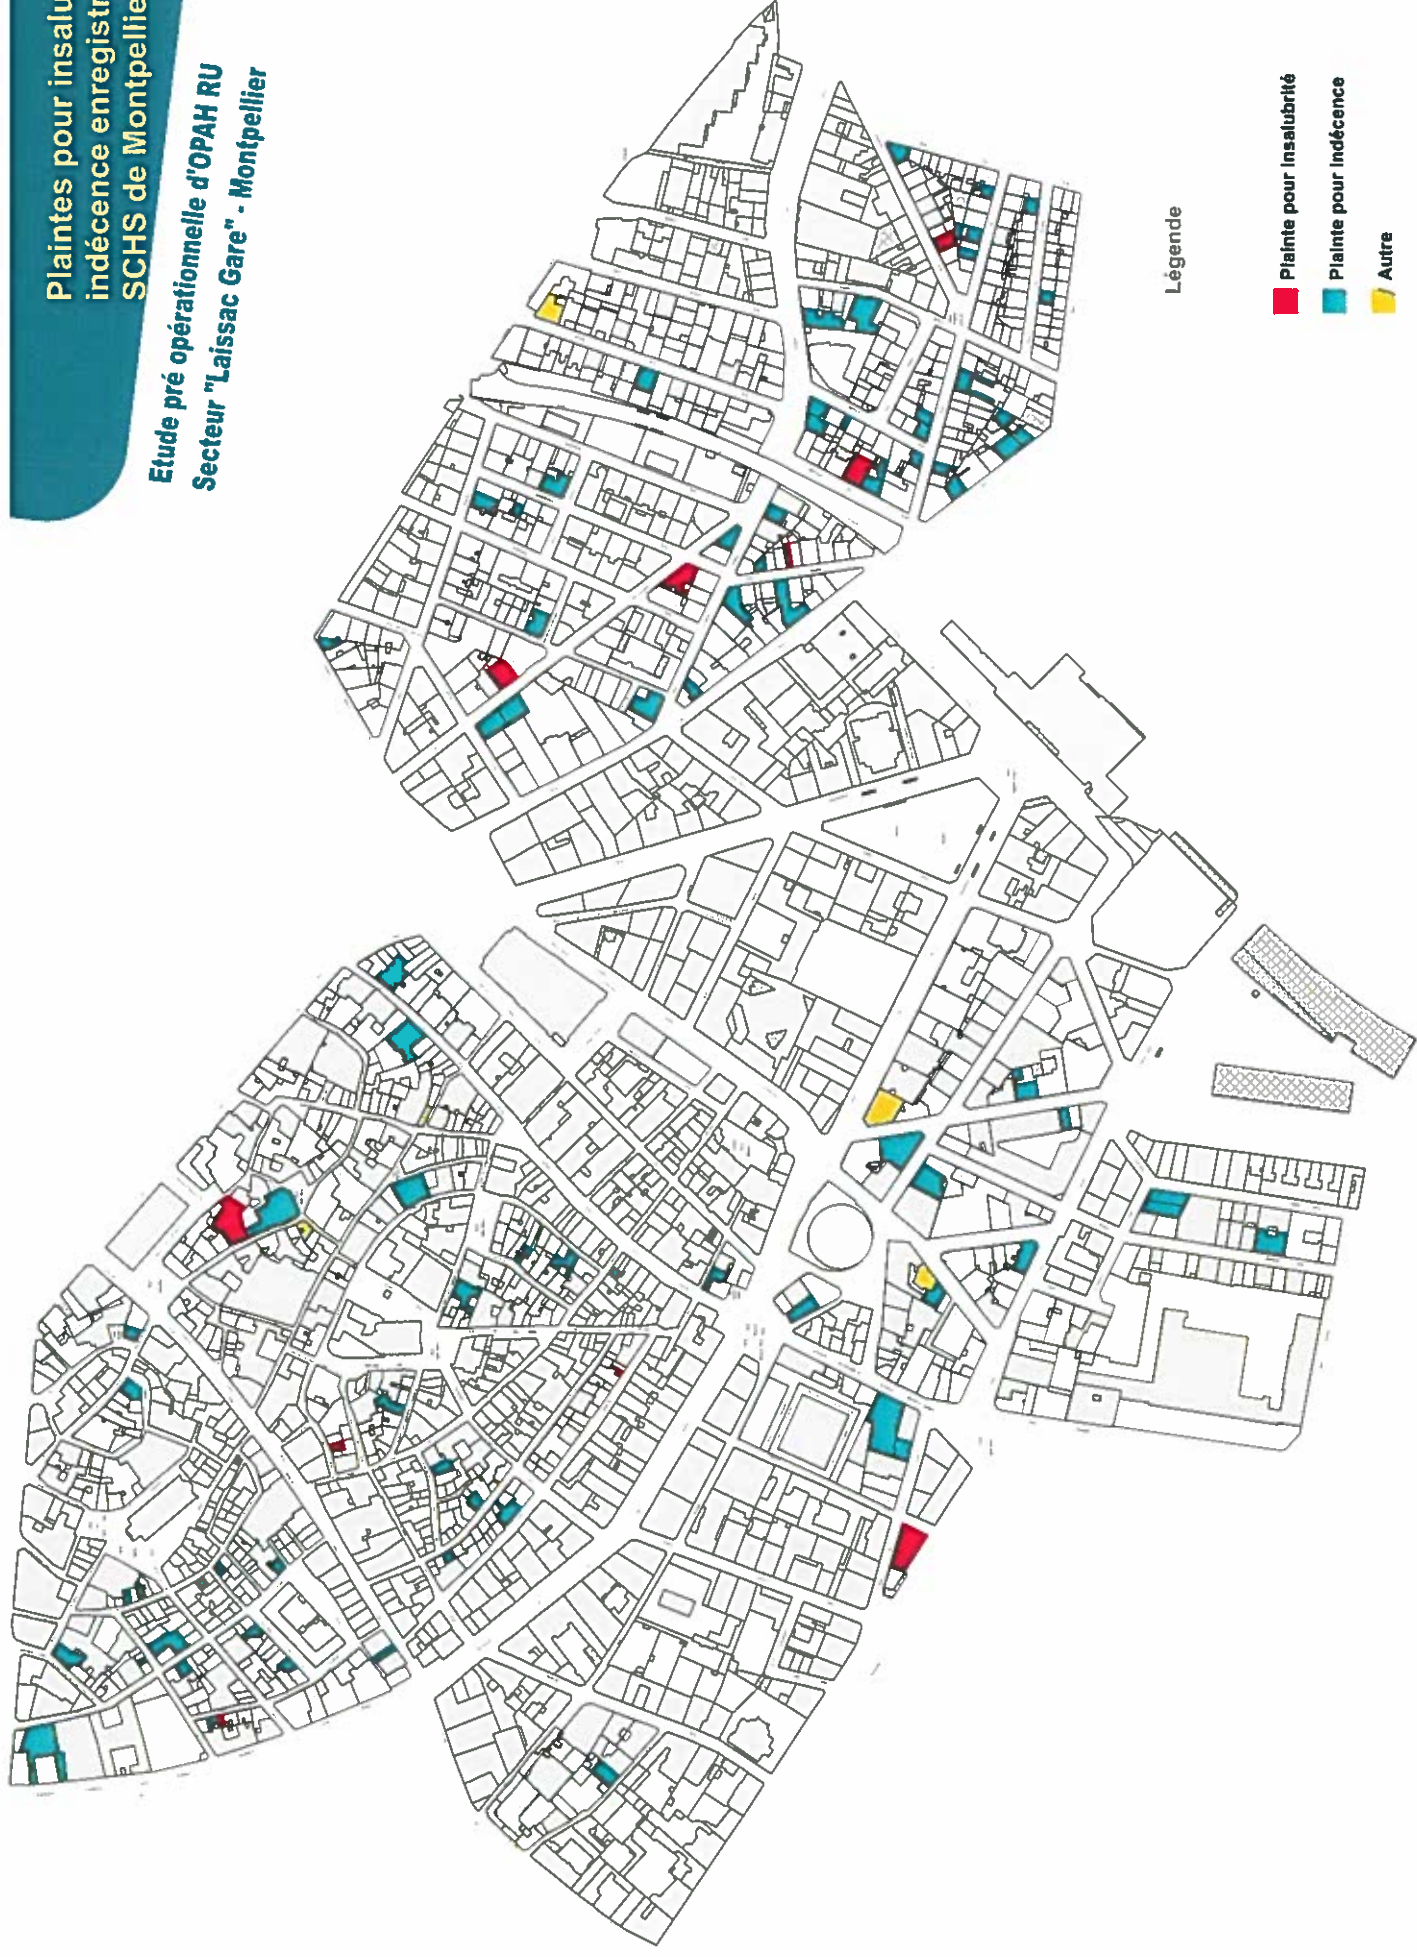 Plaintes pour insalu
indécence enregistr
SCHS de Montpellie
Etude pré opérationnelle d'OPAH RU
Secteur "Laissac Gare" - Montpellier
Légende
Plainte pour Insalubrité
Plainte pour Indécence
Autre